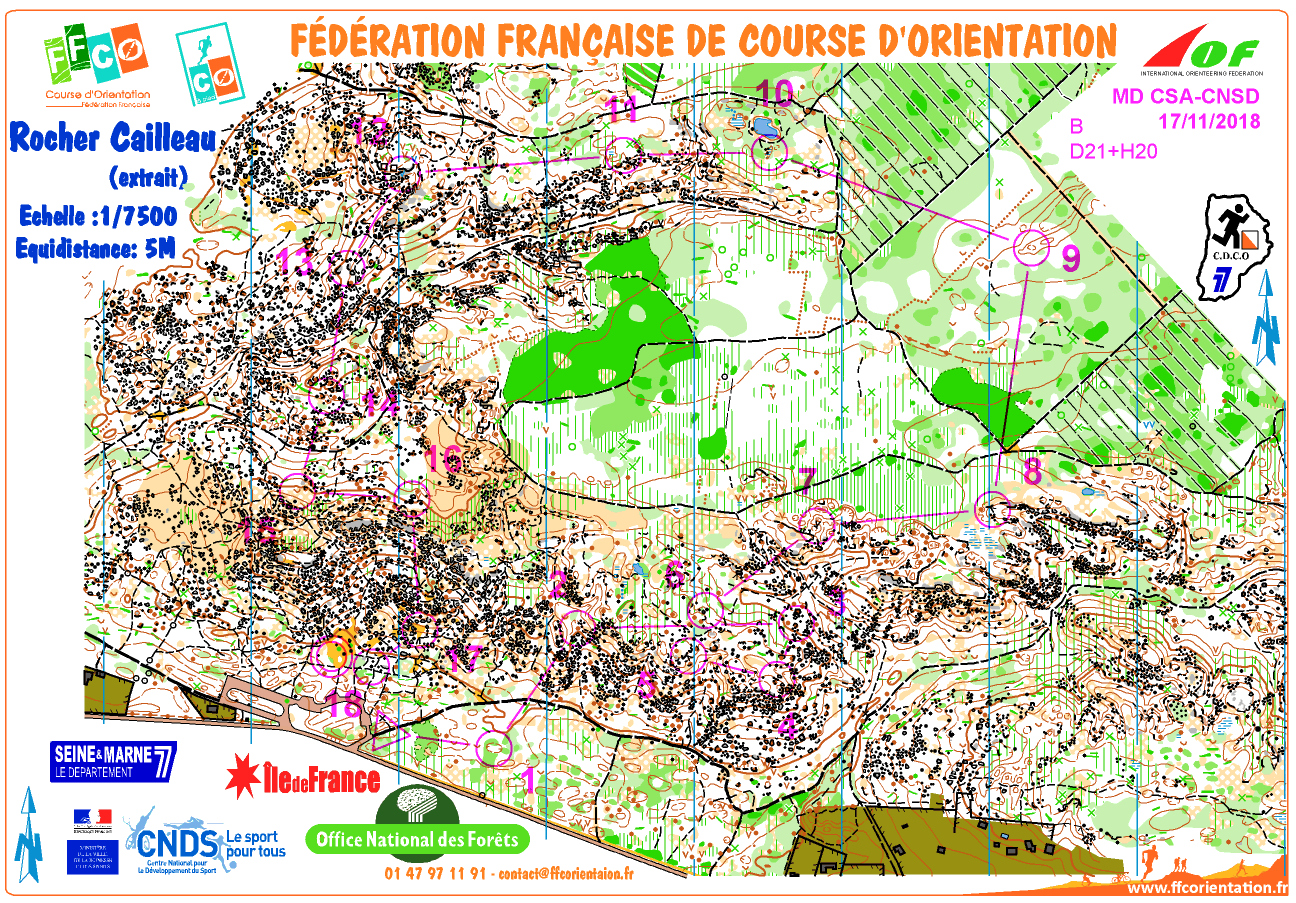 FFCO
Course d'Orientation
Fédération Française
CO
FÉDÉRATION FRANÇAISE DE COURSE D'ORIENTATION
IOF
INTERNATIONAL ORIENTEERING FEDERATION
MD CSA-CNSD
17/11/2018
B
D21+H20
Rocher Cailleau
(extrait)
Echelle :1/7500
Equidistance: 5M
C.D.C.O
77
10
11
12
9
13
14
16
8
7
15
2
6
3
17
5
18
4
1
SEINE & MARNE 77
LE DEPARTEMENT
îledeFrance
CNDS
Centre National pour
le Développement du Sport
Le sport
pour tous
Office National des Forêts
01 47 97 11 91 - contact@ffcorientaion.fr
www.ffcorientation.fr